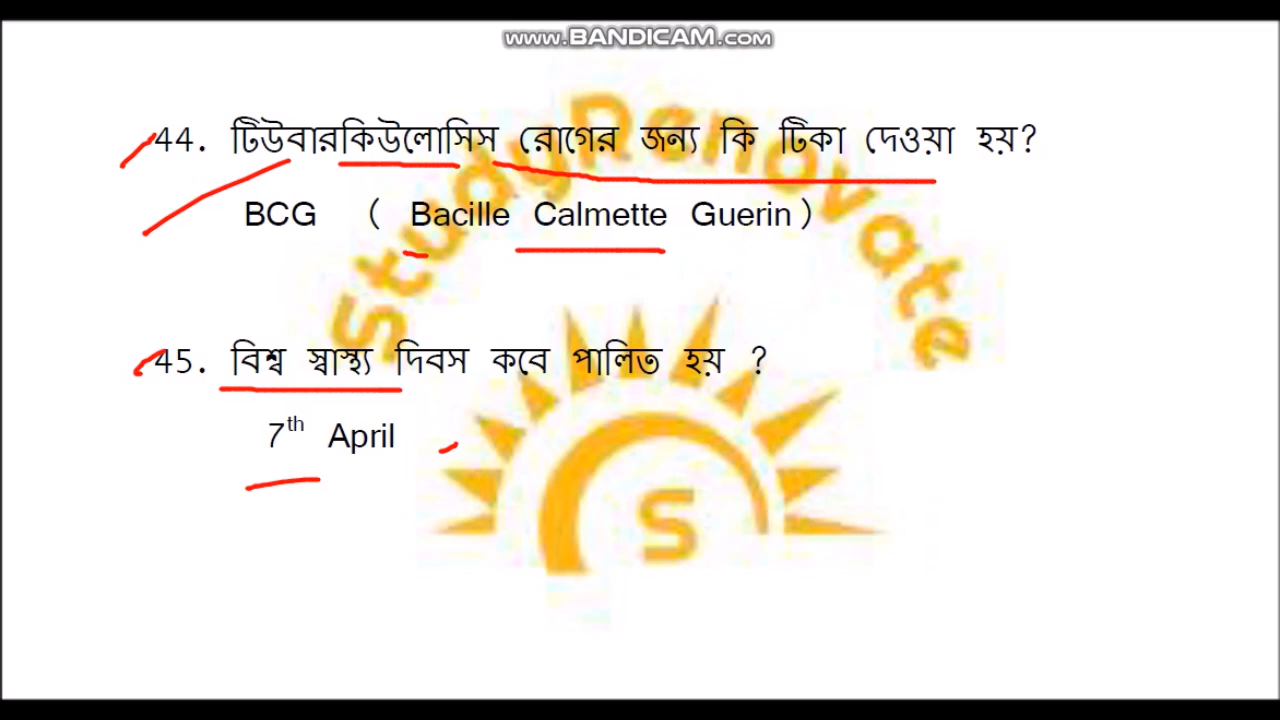 www.BANDICAM.com
StudyRenovate
44. টিউবারকিউলোসিস রোগের জন্য কি টিকা দেওয়া হয়?
BCG ( Bacille Calmette Guerin )
45. বিশ্ব স্বাস্থ্য দিবস কবে পালিত হয় ?
7th April
S